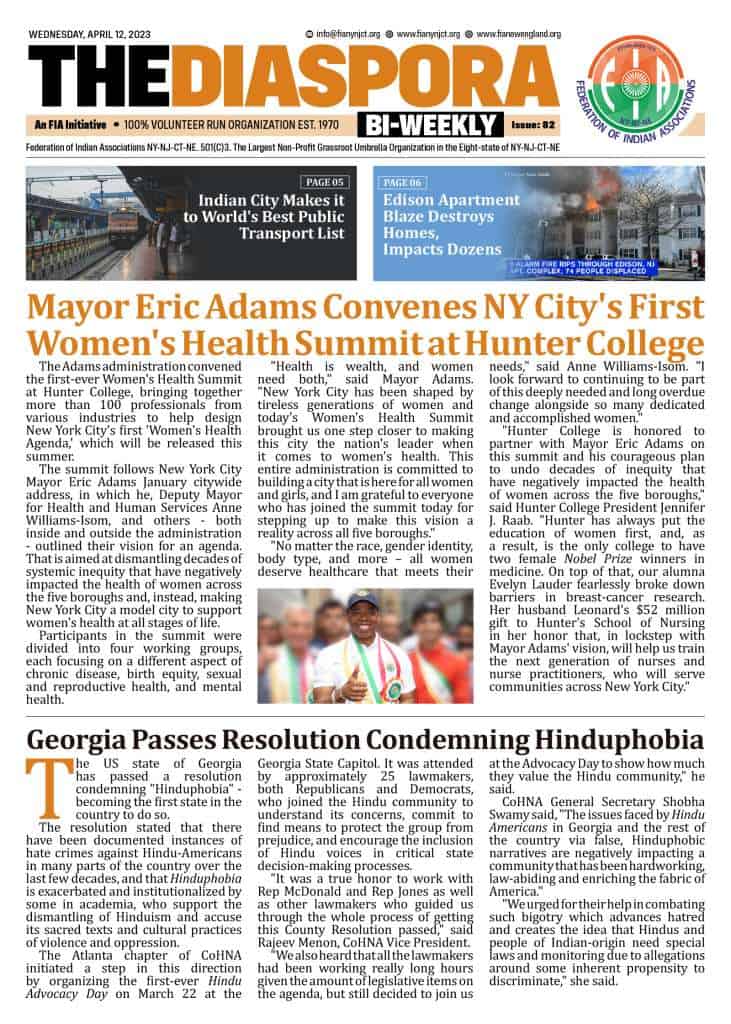 WEDNESDAY, APRIL 12, 2023
info@fianynjct.org www.fianynjct.org www.fianewengland.org
THEDIASPORA
An FIA Initiative • 100% VOLUNTEER RUN ORGANIZATION EST. 1970
BI-WEEKLY
Issue: 82
FIA
NY-NJ-NE
FEDERATION OF INDIAN ASSOCIATIONS
Federation of Indian Associations NY-NJ-CT-NE. 501(C)3. The Largest Non-Profit Grassroot Umbrella Organization in the Eight-state of NY-NJ-CT-NE
PAGE 05
Indian City Makes it
to World's Best Public
Transport List
PAGE 06
Edison Apartment
Blaze Destroys
Homes,
Impacts Dozens
ALARM FIRE RIPS THROUGH EDISON, NJ
APT. COMPLEX; 74 PEOPLE DISPLACED
Mayor Eric Adams Convenes NY City's First
Women's Health Summit at Hunter College
The Adams administration convened
the first-ever Women's Health Summit
at Hunter College, bringing together
more than 100 professionals from
various industries to help design
New York City's first 'Women's Health
Agenda,' which will be released this
summer.
The summit follows New York City
Mayor Eric Adams January citywide
address, in which he, Deputy Mayor
for Health and Human Services Anne
Williams-Isom, and others - both
inside and outside the administration
- outlined their vision for an agenda.
That is aimed at dismantling decades of
systemic inequity that have negatively
impacted the health of women across
the five boroughs and, instead, making
New York City a model city to support
women's health at all stages of life.
Participants in the summit were
divided into four working groups,
each focusing on a different aspect of
chronic disease, birth equity, sexual
and reproductive health, and mental
health.
"Health is wealth, and women
need both," said Mayor Adams.
"New York City has been shaped by
tireless generations of women and
today's Women's Health Summit
brought us one step closer to making
this city the nation's leader when
it comes to women's health. This
entire administration is committed to
building a city that is here for all women
and girls, and I am grateful to everyone
who has joined the summit today for
stepping up to make this vision a
reality across all five boroughs."
"No matter the race, gender identity,
body type, and more – all women
deserve healthcare that meets their
needs," said Anne Williams-Isom. "I
look forward to continuing to be part
of this deeply needed and long overdue
change alongside so many dedicated
and accomplished women."
"Hunter College is honored to
partner with Mayor Eric Adams on
this summit and his courageous plan
to undo decades of inequity that
have negatively impacted the health
of women across the five boroughs,"
said Hunter College President Jennifer
J. Raab. "Hunter has always put the
education of women first, and, as
a result, is the only college to have
two female Nobel Prize winners in
medicine. On top of that, our alumna
Evelyn Lauder fearlessly broke down
barriers in breast-cancer research.
Her husband Leonard's $52 million
gift to Hunter's School of Nursing
in her honor that, in lockstep with
Mayor Adams' vision, will help us train
the next generation of nurses and
nurse practitioners, who will serve
communities across New York City."
Georgia Passes Resolution Condemning Hinduphobia
The US state of Georgia
has passed a resolution
condemning "Hinduphobia" -
becoming the first state in the
country to do so.
The resolution stated that there
have been documented instances of
hate crimes against Hindu-Americans
in many parts of the country over the
last few decades, and that Hinduphobia
is exacerbated and institutionalized by
some in academia, who support the
dismantling of Hinduism and accuse
its sacred texts and cultural practices
of violence and oppression.
The Atlanta chapter of CoHNA
initiated a step in this direction
by organizing the first-ever Hindu
Advocacy Day on March 22 at the
Georgia State Capitol. It was attended
by approximately 25 lawmakers,
both Republicans and Democrats,
who joined the Hindu community to
understand its concerns, commit to
find means to protect the group from
prejudice, and encourage the inclusion
of Hindu voices in critical state
decision-making processes.
"It was a true honor to work with
Rep McDonald and Rep Jones as well
as other lawmakers who guided us
through the whole process of getting
this County Resolution passed," said
Rajeev Menon, CoHNA Vice President.
"We also heard that all the lawmakers
had been working really long hours
given the amount of legislative items on
the agenda, but still decided to join us
at the Advocacy Day to show how much
they value the Hindu community," he
said.
CoHNA General Secretary Shobha
Swamy said, "The issues faced by Hindu
Americans in Georgia and the rest of
the country via false, Hinduphobic
narratives are negatively impacting a
community that has been hardworking,
law-abiding and enriching the fabric of
America."
"We urged for their help in combating
such bigotry which advances hatred
and creates the idea that Hindus and
people of Indian-origin need special
laws and monitoring due to allegations
around some inherent propensity to
discriminate," she said.